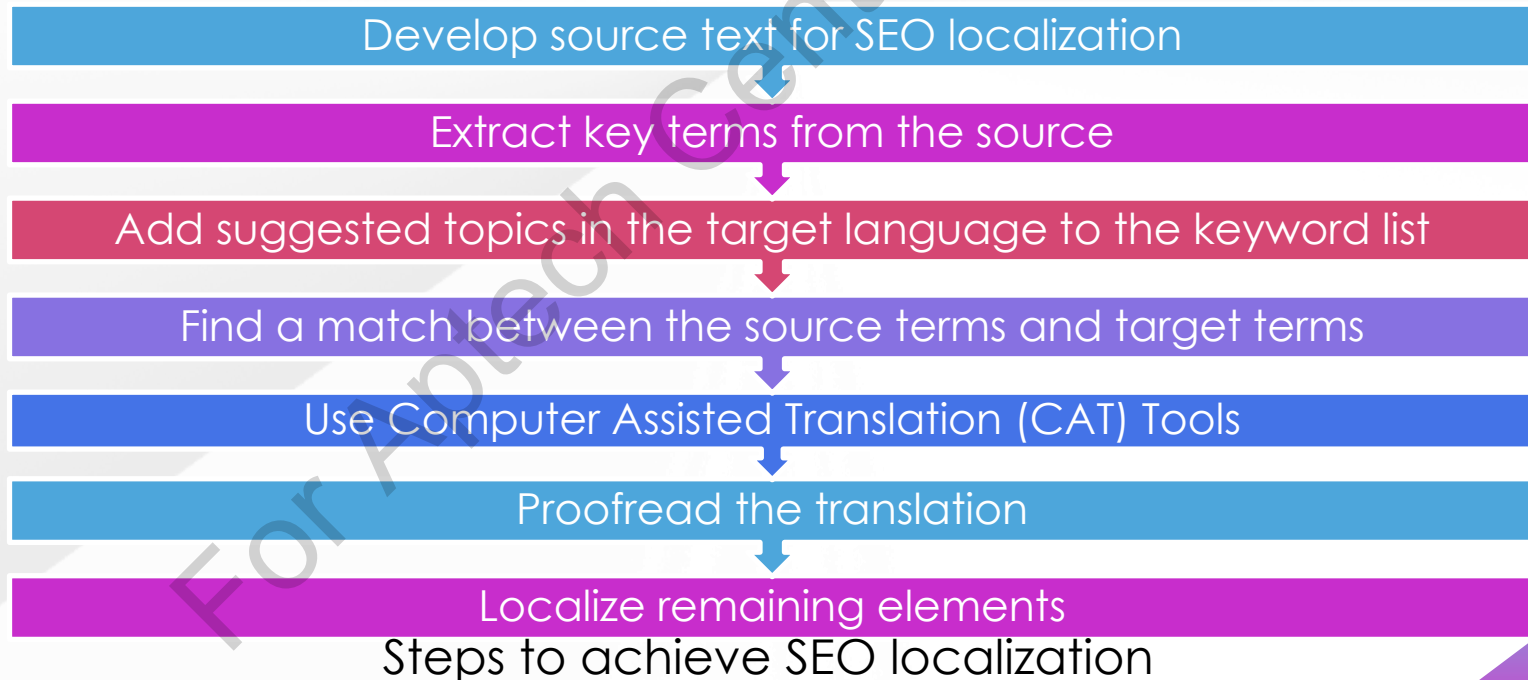 Develop source text for SEO localization
Extract key terms from the source
Add suggested topics in the target language to the keyword list
Find a match between the source terms and target terms
Use Computer Assisted Translation (CAT) Tools
Proofread the translation
Localize remaining elements
Steps to achieve SEO localization
For Aptech